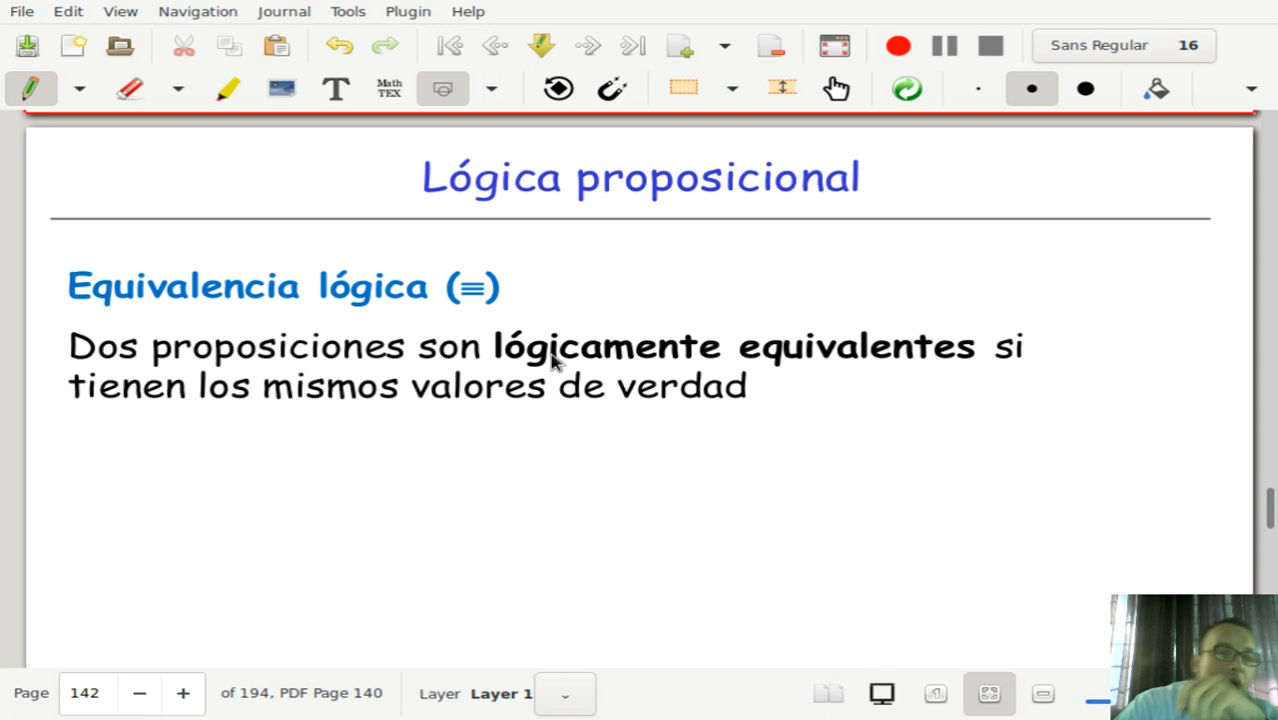 File Edit View Navigation Journal Tools Plugin Help
Sans Regular 16
T Math TEX
Lógica proposicional
Equivalencia lógica (≡)
Dos proposiciones son lógicamente equivalentes si
tienen los mismos valores de verdad
Page 142 − + of 194, PDF Page 140 Layer Layer 1